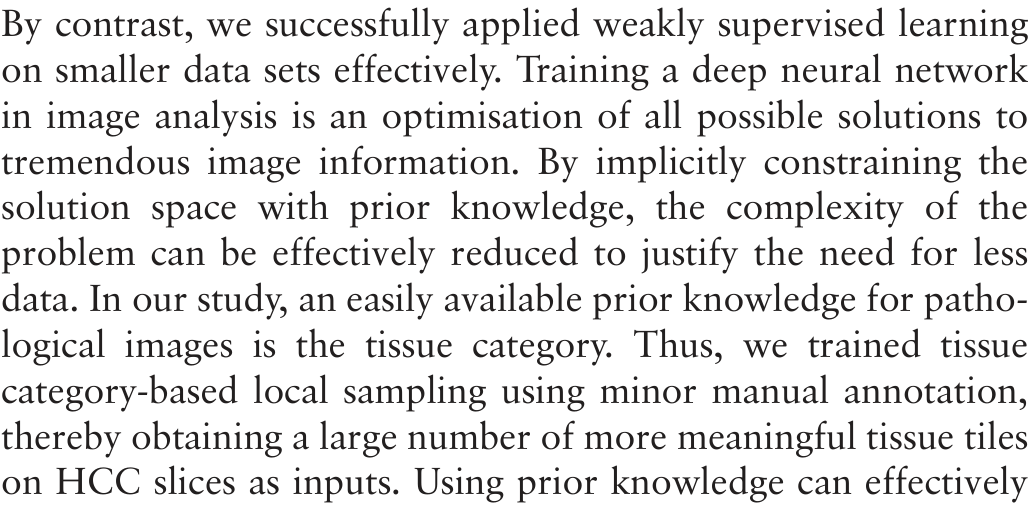 By contrast, we successfully applied weakly supervised learning
on smaller data sets effectively. Training a deep neural network
in image analysis is an optimisation of all possible solutions to
tremendous image information. By implicitly constraining the
solution space with prior knowledge, the complexity of the
problem can be effectively reduced to justify the need for less
data. In our study, an easily available prior knowledge for patho-
logical images is the tissue category. Thus, we trained tissue
category-based local sampling using minor manual annotation,
thereby obtaining a large number of more meaningful tissue tiles
on HCC slices as inputs. Using prior knowledge can effectively